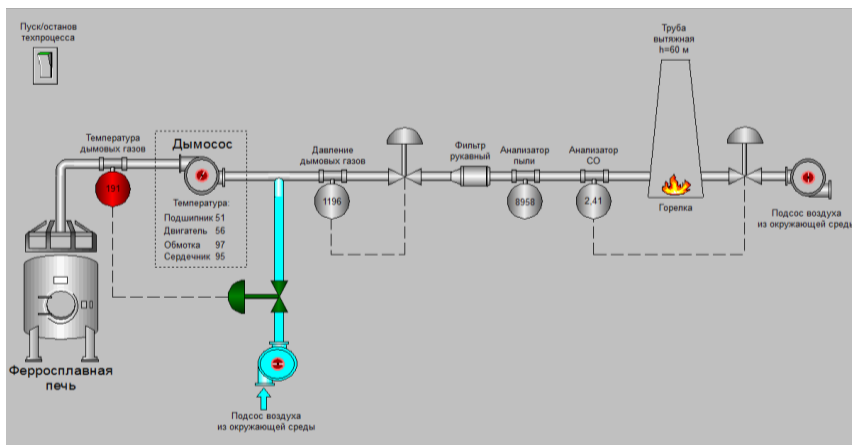 Пуск/останов
техпроцесса
Труба
вытяжная
h=60 м
Температура
дымовых газов
Дымосос
Давление
дымовых газов
Фильтр
рукавный
Анализатор
пыли
Анализатор
CO
191
1196
8958
2,41
Температура:
Подшипник 51
Двигатель 56
Обмотка 97
Сердечник 95
Горелка
Подсос воздуха
из окружающей среды
Ферросплавная
печь
Подсос воздуха
из окружающей среды